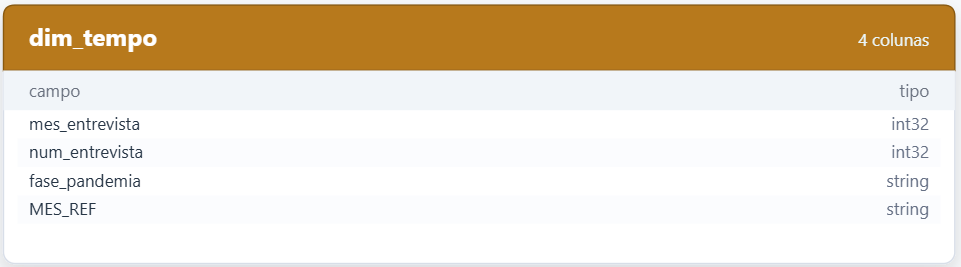 dim_tempo 4 colunas
campo tipo
mes_entrevista int32
num_entrevista int32
fase_pandemia string
MES_REF string